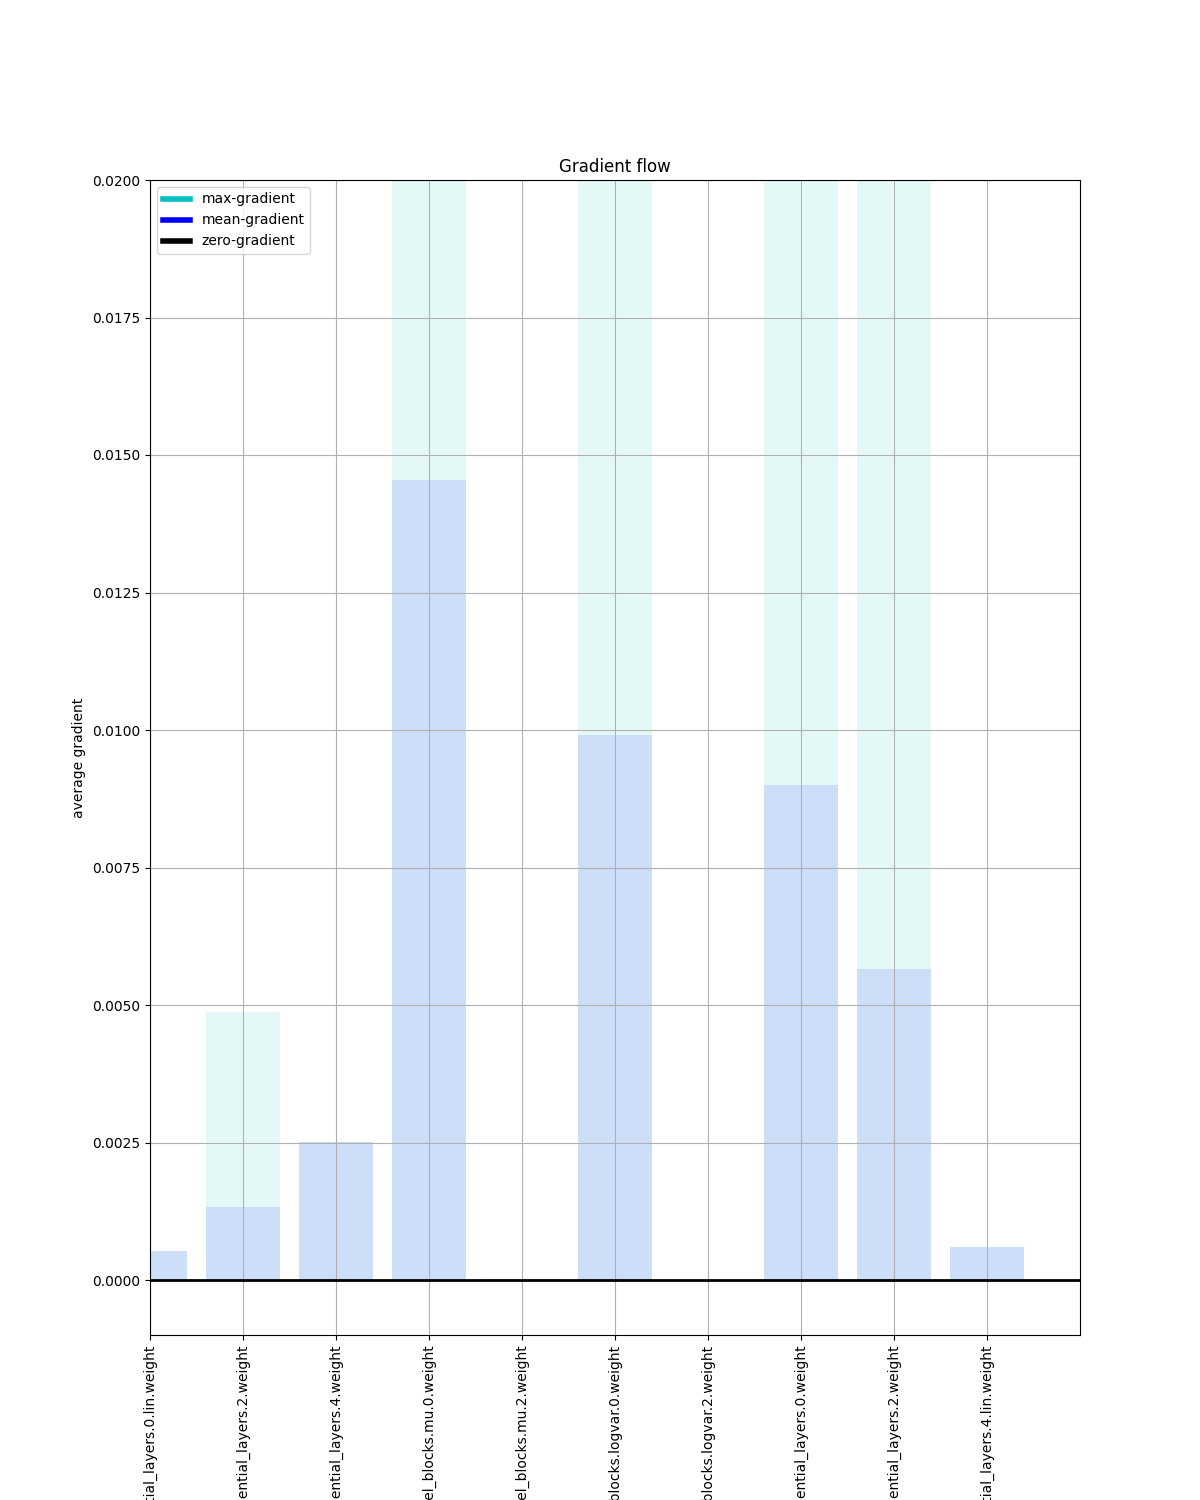 Gradient flow
max-gradient
mean-gradient
zero-gradient
0.0200
0.0175
0.0150
0.0125
0.0100
0.0075
0.0050
0.0025
0.0000
average gradient
tial_layers.0.lin.weight
ential_layers.2.weight
ential_layers.4.weight
el_blocks.mu.0.weight
el_blocks.mu.2.weight
blocks.logvar.0.weight
blocks.logvar.2.weight
ential_layers.0.weight
ential_layers.2.weight
tial_layers.4.lin.weight